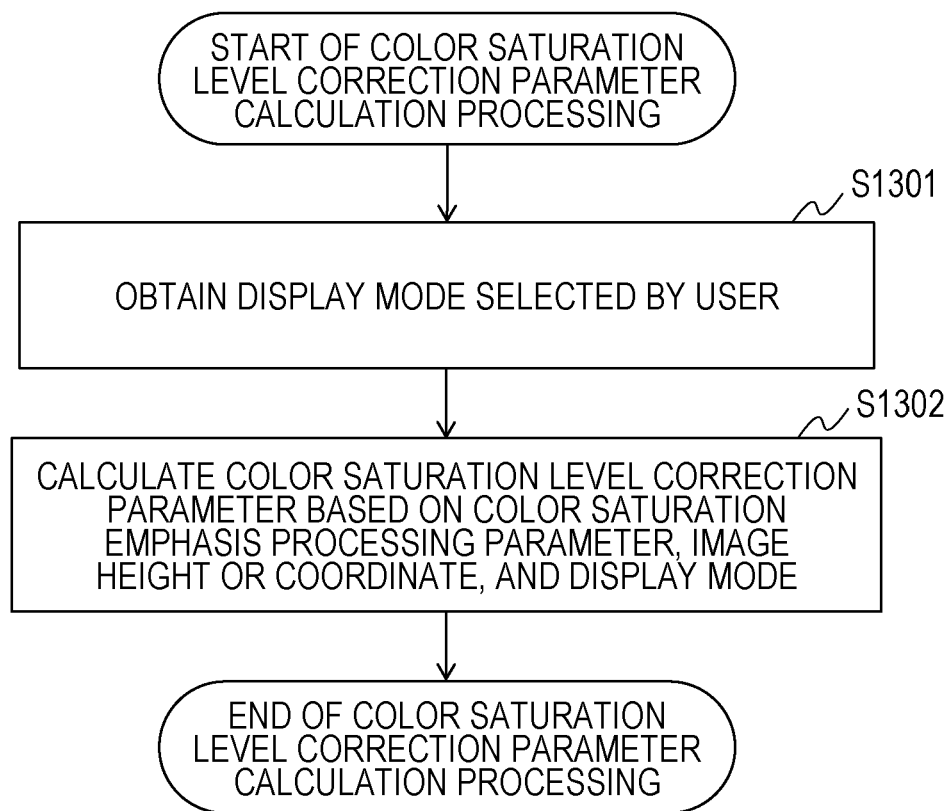 START OF COLOR SATURATION
LEVEL CORRECTION PARAMETER
CALCULATION PROCESSING
S1301
OBTAIN DISPLAY MODE SELECTED BY USER
S1302
CALCULATE COLOR SATURATION LEVEL CORRECTION
PARAMETER BASED ON COLOR SATURATION
EMPHASIS PROCESSING PARAMETER, IMAGE
HEIGHT OR COORDINATE, AND DISPLAY MODE
END OF COLOR SATURATION
LEVEL CORRECTION PARAMETER
CALCULATION PROCESSING